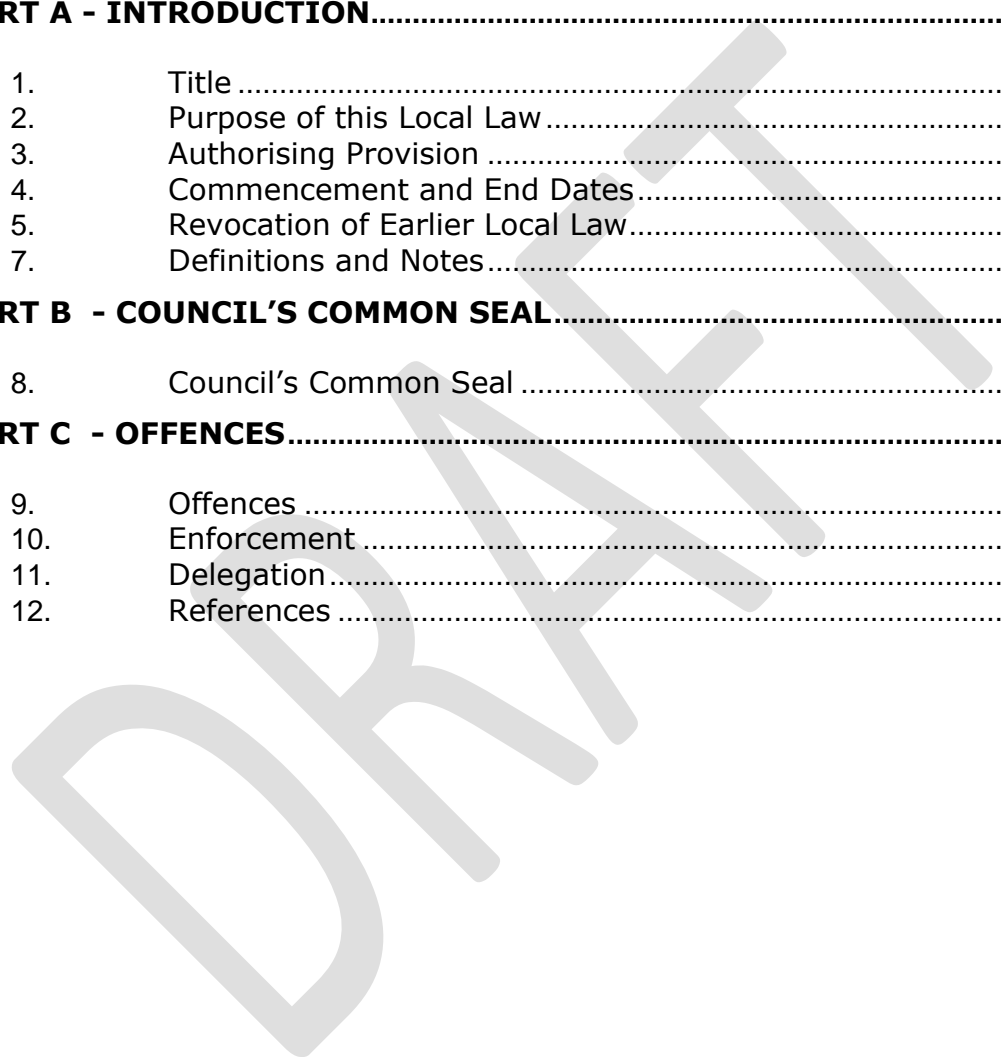 RT A - INTRODUCTION
1. Title
2. Purpose of this Local Law
3. Authorising Provision
4. Commencement and End Dates
5. Revocation of Earlier Local Law
7. Definitions and Notes
RT B - COUNCIL’S COMMON SEAL
8. Council’s Common Seal
RT C - OFFENCES
9. Offences
10. Enforcement
11. Delegation
12. References
DRAFT